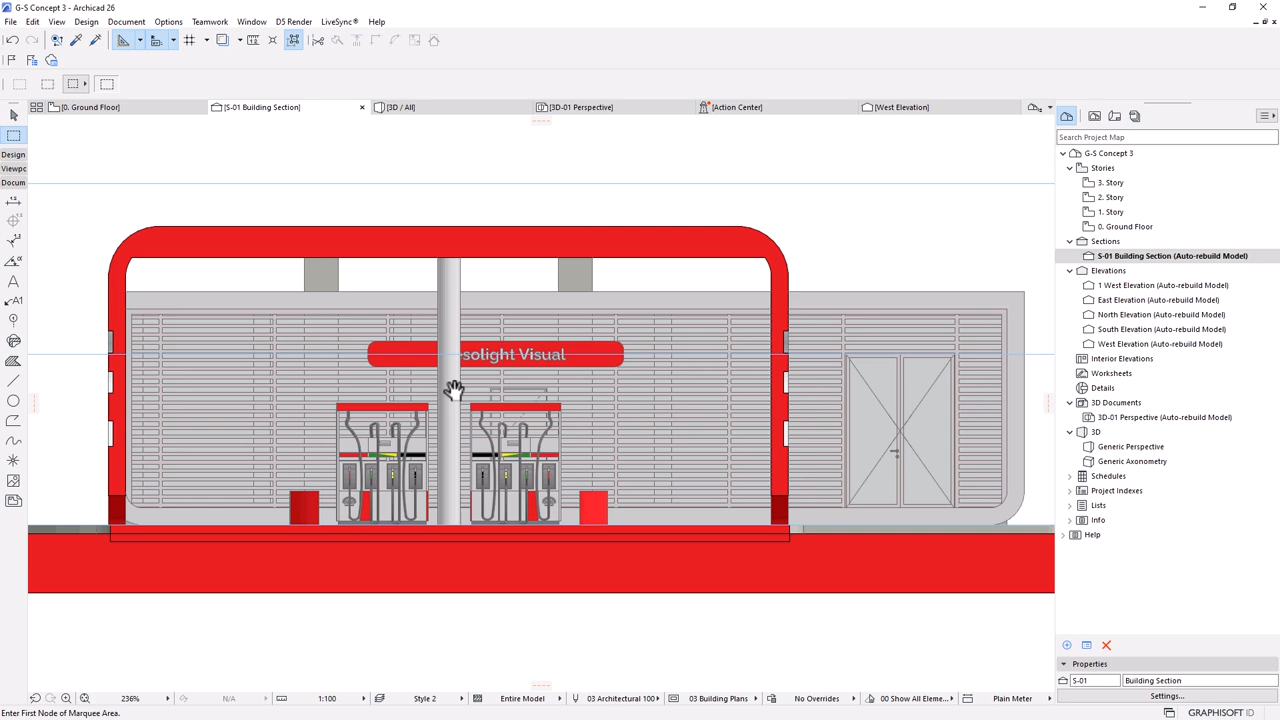 G-S Concept 3 - Archicad 26
File Edit View Design Document Options Teamwork Window D5 Render LiveSync® Help
[0. Ground Floor] [S-01 Building Section] [3D / All] [3D-01 Perspective] [Action Center] [West Elevation]
Design
Viewpc
Docum
A1
solight Visual
Search Project Map
G-S Concept 3
Stories
3. Story
2. Story
1. Story
0. Ground Floor
Sections
S-01 Building Section (Auto-rebuild Model)
Elevations
1 West Elevation (Auto-rebuild Model)
East Elevation (Auto-rebuild Model)
North Elevation (Auto-rebuild Model)
South Elevation (Auto-rebuild Model)
West Elevation (Auto-rebuild Model)
Interior Elevations
Worksheets
Details
3D Documents
3D-01 Perspective (Auto-rebuild Model)
3D
Generic Perspective
Generic Axonometry
Schedules
Project Indexes
Lists
Info
Help
Properties
S-01 Building Section
Settings...
236% N/A 1:100 Style 2 Entire Model 03 Architectural 100 03 Building Plans No Overrides 00 Show All Eleme... Plain Meter
Enter First Node of Marquee Area.
GRAPHISOFT ID